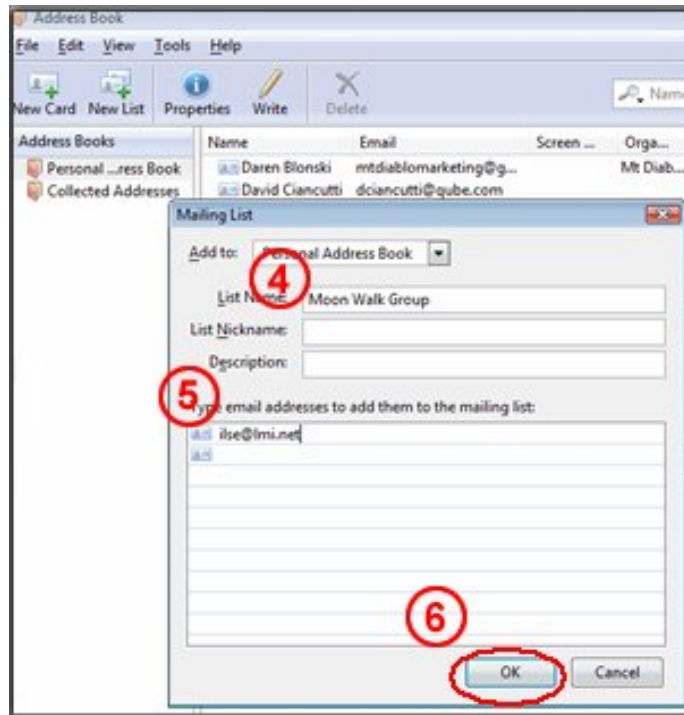 Address Book
File Edit View Tools Help
New Card New List Properties Write Delete
Name
Address Books
Name Email Screen ... Orga...
Personal ...ress Book
Collected Addresses
Daren Blonski mtdiablomarketing@g... Mt Diab...
David Ciancutti dciancutti@qube.com
Mailing List
Add to: Personal Address Book
4
List Name: Moon Walk Group
List Nickname:
Description:
5
Type email addresses to add them to the mailing list:
ilse@lmi.net
6
OK Cancel